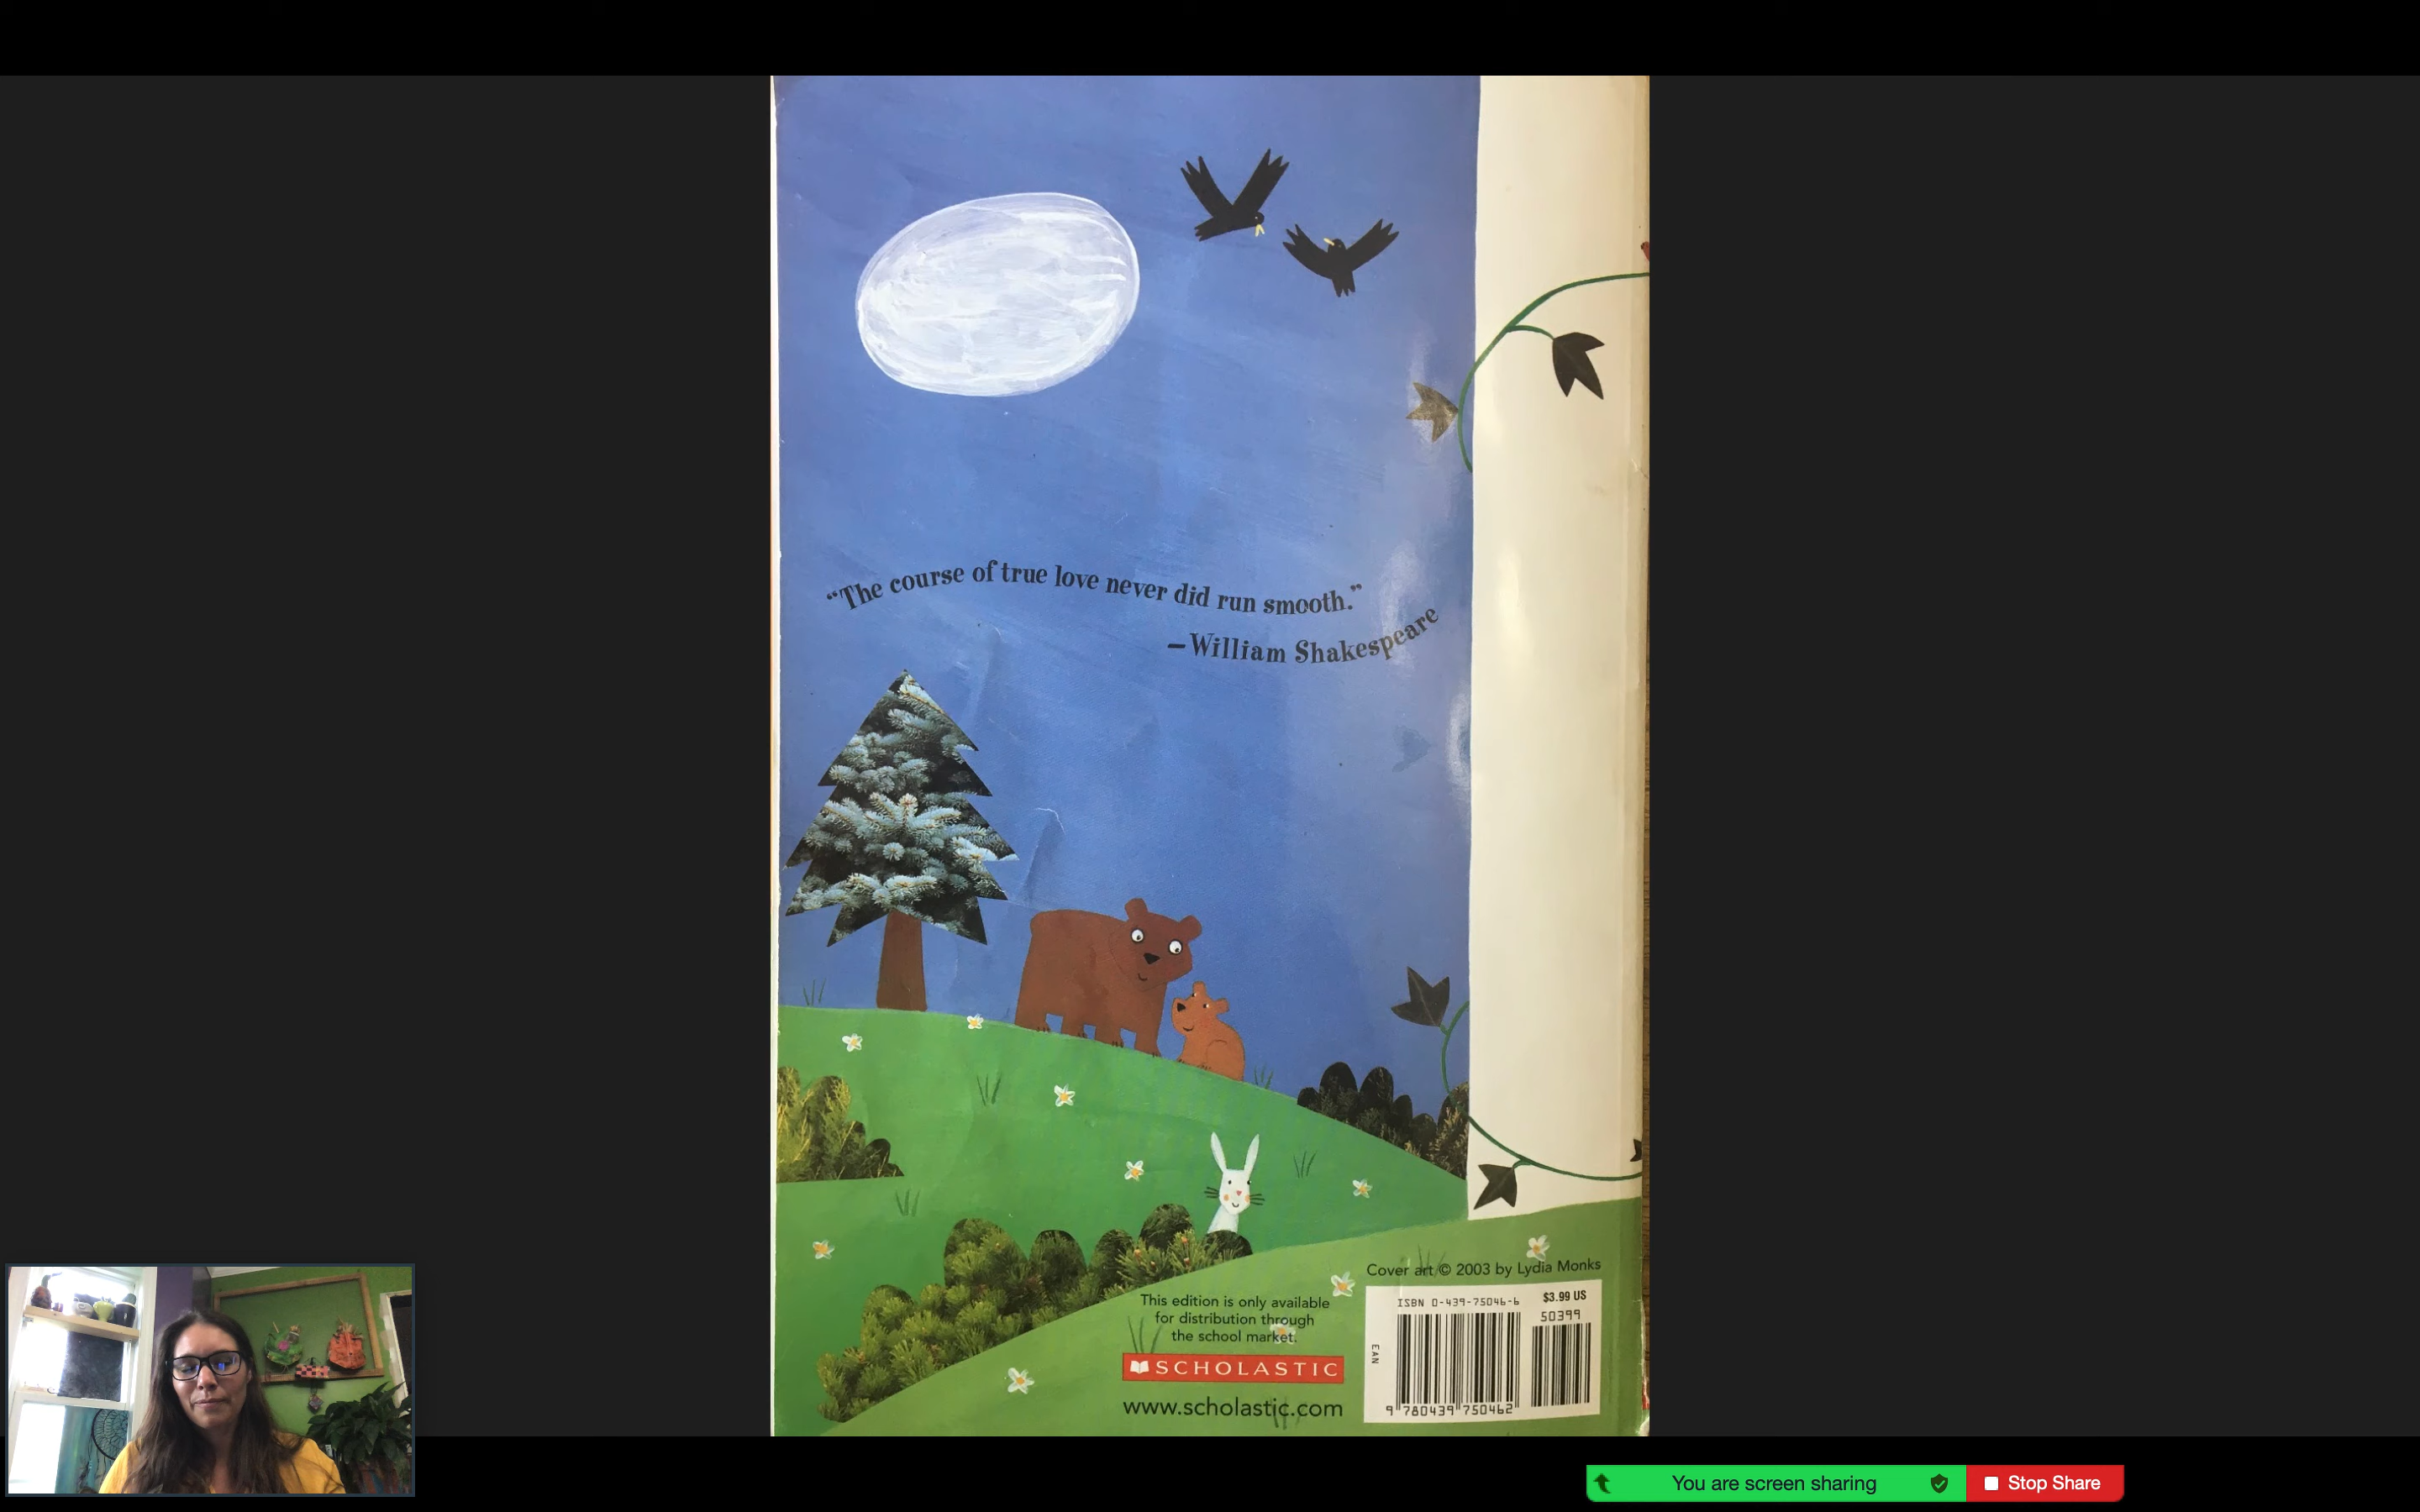 “The course of true love never did run smooth.”
–William Shakespeare
Cover art © 2003 by Lydia Monks
This edition is only available
for distribution through
the school market.
SCHOLASTIC
www.scholastic.com
ISBN 0-439-75046-6
$3.99 US
50399
EAN
9 780439 750462
You are screen sharing
Stop Share